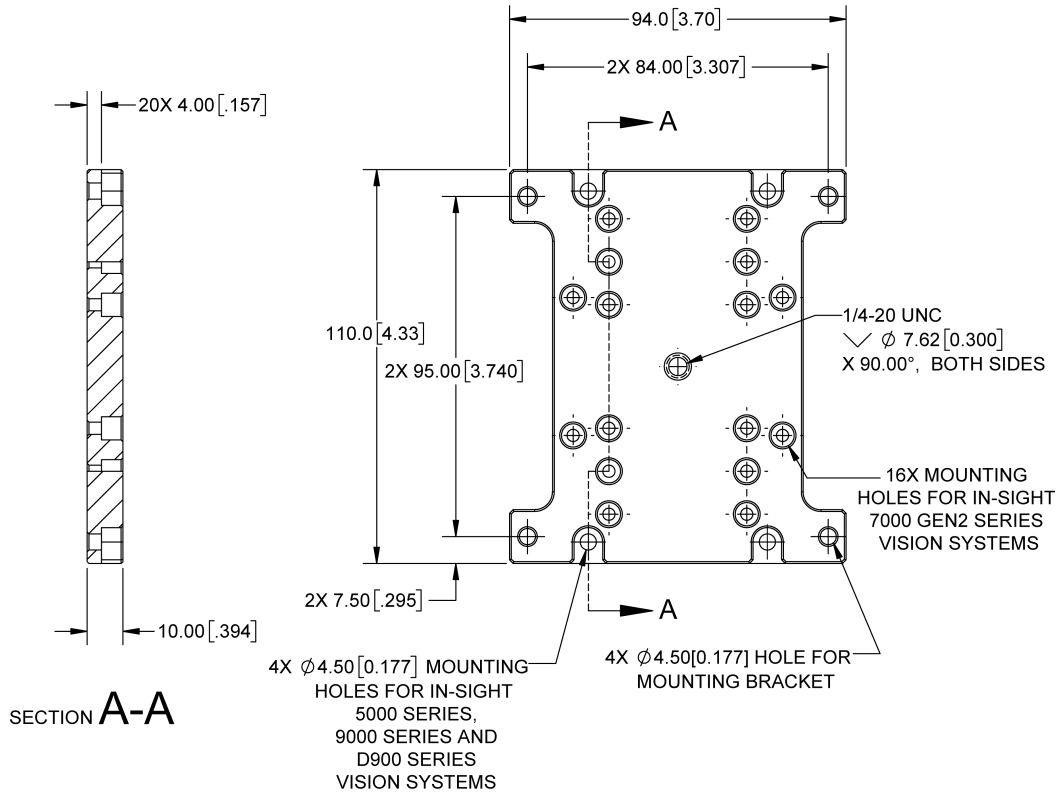 94.0[3.70]
2X 84.00[3.307]
20X 4.00[.157]
A
110.0[4.33]
2X 95.00[3.740]
1/4-20 UNC
⌵ ∅ 7.62[0.300]
X 90.00°, BOTH SIDES
16X MOUNTING
HOLES FOR IN-SIGHT
7000 GEN2 SERIES
VISION SYSTEMS
2X 7.50[.295]
A
10.00[.394]
4X ∅4.50[0.177] MOUNTING
HOLES FOR IN-SIGHT
5000 SERIES,
9000 SERIES AND
D900 SERIES
VISION SYSTEMS
4X ∅4.50[0.177] HOLE FOR
MOUNTING BRACKET
SECTION A-A